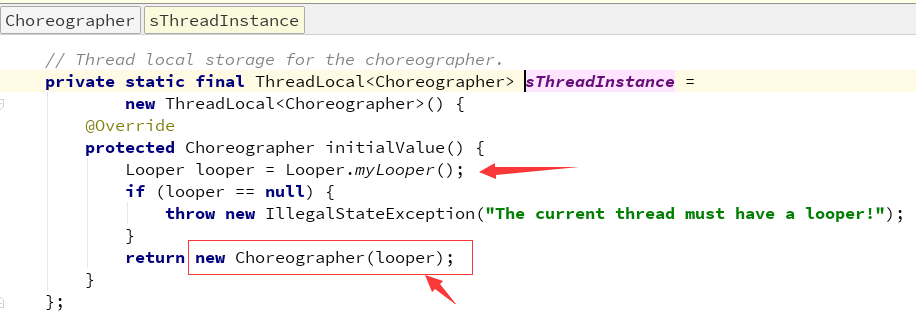 Choreographer sThreadInstance
// Thread local storage for the choreographer.
private static final ThreadLocal<Choreographer> sThreadInstance =
new ThreadLocal<Choreographer>() {
@Override
protected Choreographer initialValue() {
Looper looper = Looper.myLooper();
if (looper == null) {
throw new IllegalStateException("The current thread must have a looper!");
}
return new Choreographer(looper);
}
};